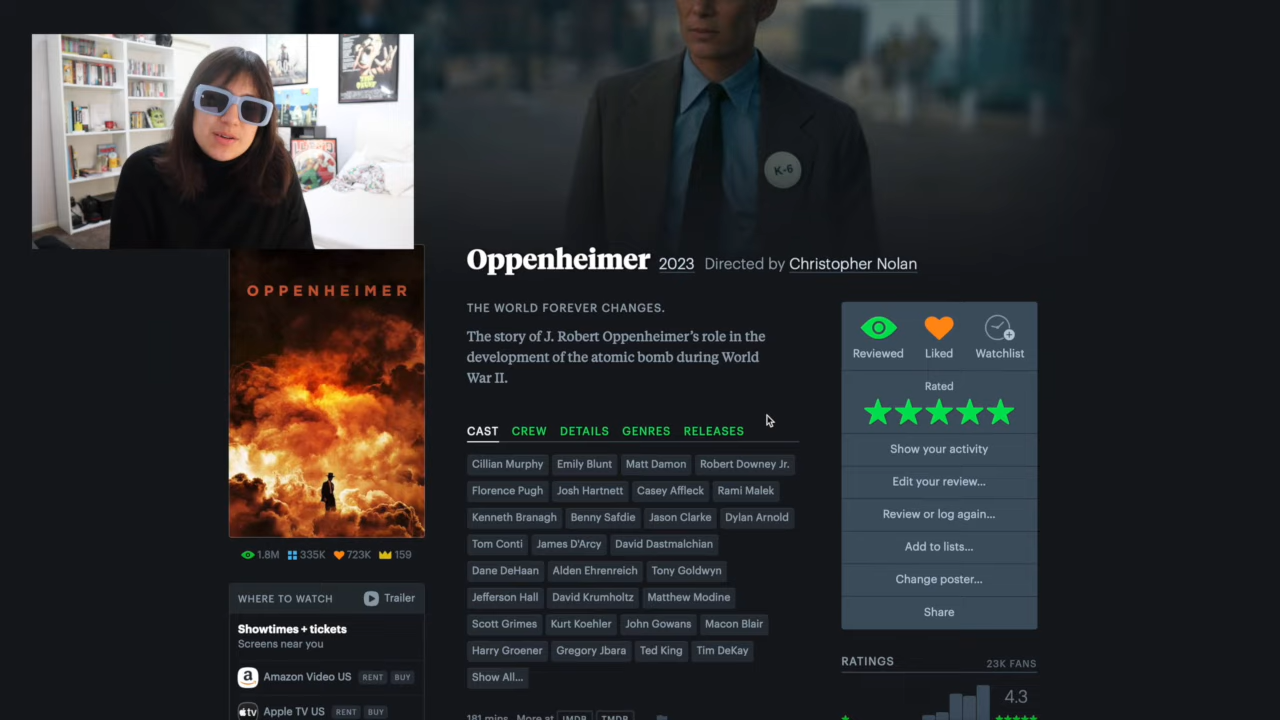 K-6
Oppenheimer 2023 Directed by Christopher Nolan
OPPENHEIMER
THE WORLD FOREVER CHANGES.
The story of J. Robert Oppenheimer's role in the
development of the atomic bomb during World
War II.
CAST CREW DETAILS GENRES RELEASES
Cillian Murphy Emily Blunt Matt Damon Robert Downey Jr.
Florence Pugh Josh Hartnett Casey Affleck Rami Malek
Kenneth Branagh Benny Safdie Jason Clarke Dylan Arnold
Tom Conti James D'Arcy David Dastmalchian
Dane DeHaan Alden Ehrenreich Tony Goldwyn
Jefferson Hall David Krumholtz Matthew Modine
Scott Grimes Kurt Koehler John Gowans Macon Blair
Harry Groener Gregory Jbara Ted King Tim DeKay
Show All...
181 mins More at IMDB TMDB
1.8M 335K 723K 159
WHERE TO WATCH Trailer
Showtimes + tickets
Screens near you
Amazon Video US RENT BUY
tv Apple TV US RENT BUY
Reviewed Liked Watchlist
Rated
Show your activity
Edit your review...
Review or log again...
Add to lists...
Change poster...
Share
RATINGS 23K FANS
4.3